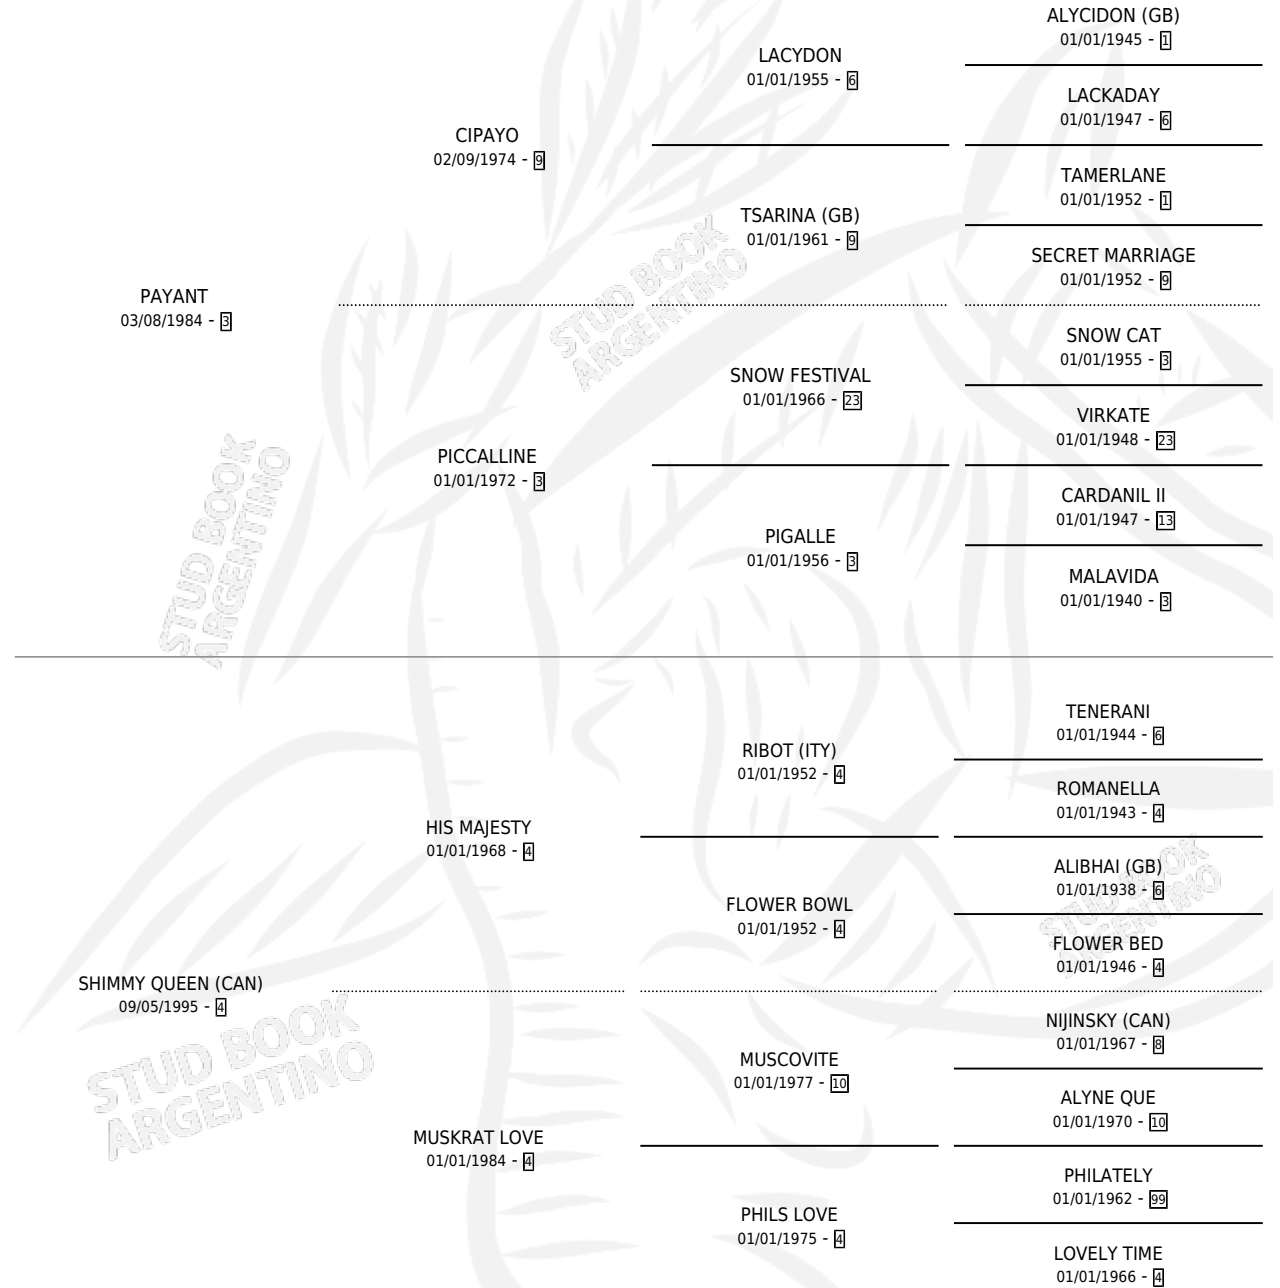 ALYCIDON (GB)
01/01/1945 - 1
LACYDON
01/01/1955 - 6
LACKADAY
01/01/1947 - 6
CIPAYO
02/09/1974 - 9
TAMERLANE
01/01/1952 - 1
TSARINA (GB)
01/01/1961 - 9
SECRET MARRIAGE
01/01/1952 - 9
PAYANT
03/08/1984 - 3
SNOW CAT
01/01/1955 - 3
SNOW FESTIVAL
01/01/1966 - 23
VIRKATE
01/01/1948 - 23
PICCALLINE
01/01/1972 - 3
CARDANIL II
01/01/1947 - 13
PIGALLE
01/01/1956 - 3
MALAVIDA
01/01/1940 - 3
STUD BOOK
ARGENTINO
STUD BOOK
ARGENTINO
TENERANI
01/01/1944 - 6
RIBOT (ITY)
01/01/1952 - 4
ROMANELLA
01/01/1943 - 4
HIS MAJESTY
01/01/1968 - 4
ALIBHAI (GB)
01/01/1938 - 6
FLOWER BOWL
01/01/1952 - 4
FLOWER BED
01/01/1946 - 4
SHIMMY QUEEN (CAN)
09/05/1995 - 4
NIJINSKY (CAN)
01/01/1967 - 8
MUSCOVITE
01/01/1977 - 10
ALYNE QUE
01/01/1970 - 10
MUSKRAT LOVE
01/01/1984 - 4
PHILATELY
01/01/1962 - 99
PHILS LOVE
01/01/1975 - 4
LOVELY TIME
01/01/1966 - 4
STUD BOOK
ARGENTINO
STUD BOOK
ARGENTINO